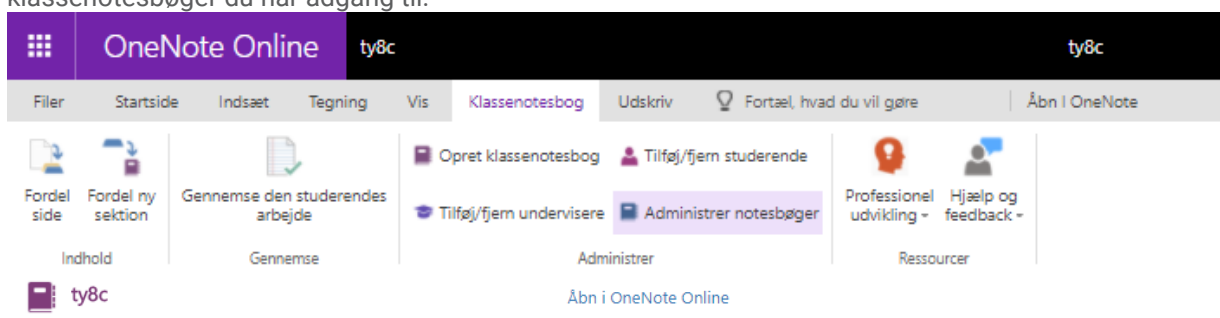 klassenotesbøger du har adgang til.
OneNote Online ty8c ty8c
Filer Startside Indsæt Tegning Vis Klassenotesbog Udskriv Fortæl, hvad du vil gøre Åbn I OneNote
Fordel side
Fordel ny sektion
Gennemse den studerendes arbejde
Opret klassenotesbog
Tilføj/fjern studerende
Tilføj/fjern undervisere
Administrer notesbøger
Professionel udvikling
Hjælp og feedback
Indhold Gennemse Administrer Ressourcer
ty8c Åbn i OneNote Online